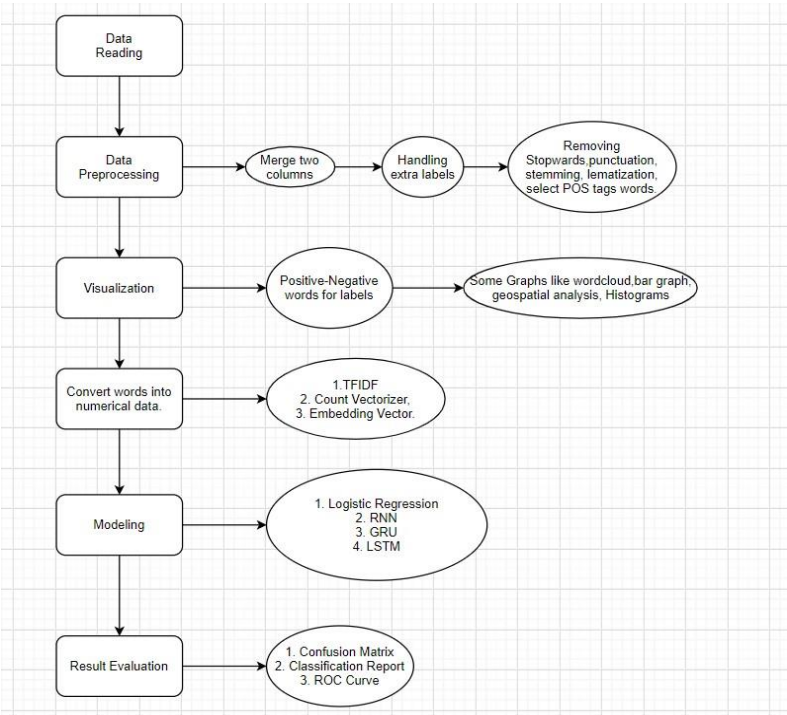 Data
Reading
Data
Preprocessing
Merge two
columns
Handling
extra labels
Removing
Stopwards,punctuation,
stemming, lematization,
select POS tags words.
Visualization
Positive-Negative
words for labels
Some Graphs like wordcloud,bar graph,
geospatial analysis, Histograms
Convert words into
numerical data.
1.TFIDF
2. Count Vectorizer,
3. Embedding Vector.
Modeling
1. Logistic Regression
2. RNN
3. GRU
4. LSTM
Result Evaluation
1. Confusion Matrix
2. Classification Report
3. ROC Curve